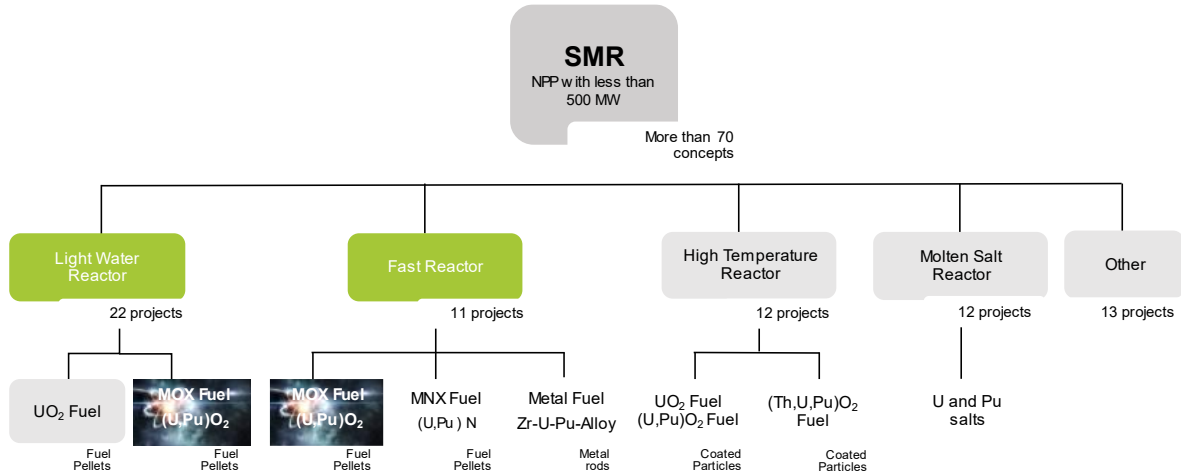 SMR
NPP with less than
500 MW
More than 70
concepts
Light Water
Reactor
Fast Reactor
High Temperature
Reactor
Molten Salt
Reactor
Other
22 projects
11 projects
12 projects
12 projects
13 projects
UO₂ Fuel
MOX Fuel
(U,Pu)O₂
MOX Fuel
(U,Pu)O₂
MNX Fuel
(U,Pu) N
Metal Fuel
Zr-U-Pu-Alloy
UO₂ Fuel
(U,Pu)O₂ Fuel
(Th,U,Pu)O₂
Fuel
U and Pu
salts
Fuel
Pellets
Fuel
Pellets
Fuel
Pellets
Fuel
Pellets
Metal
rods
Coated
Particles
Coated
Particles